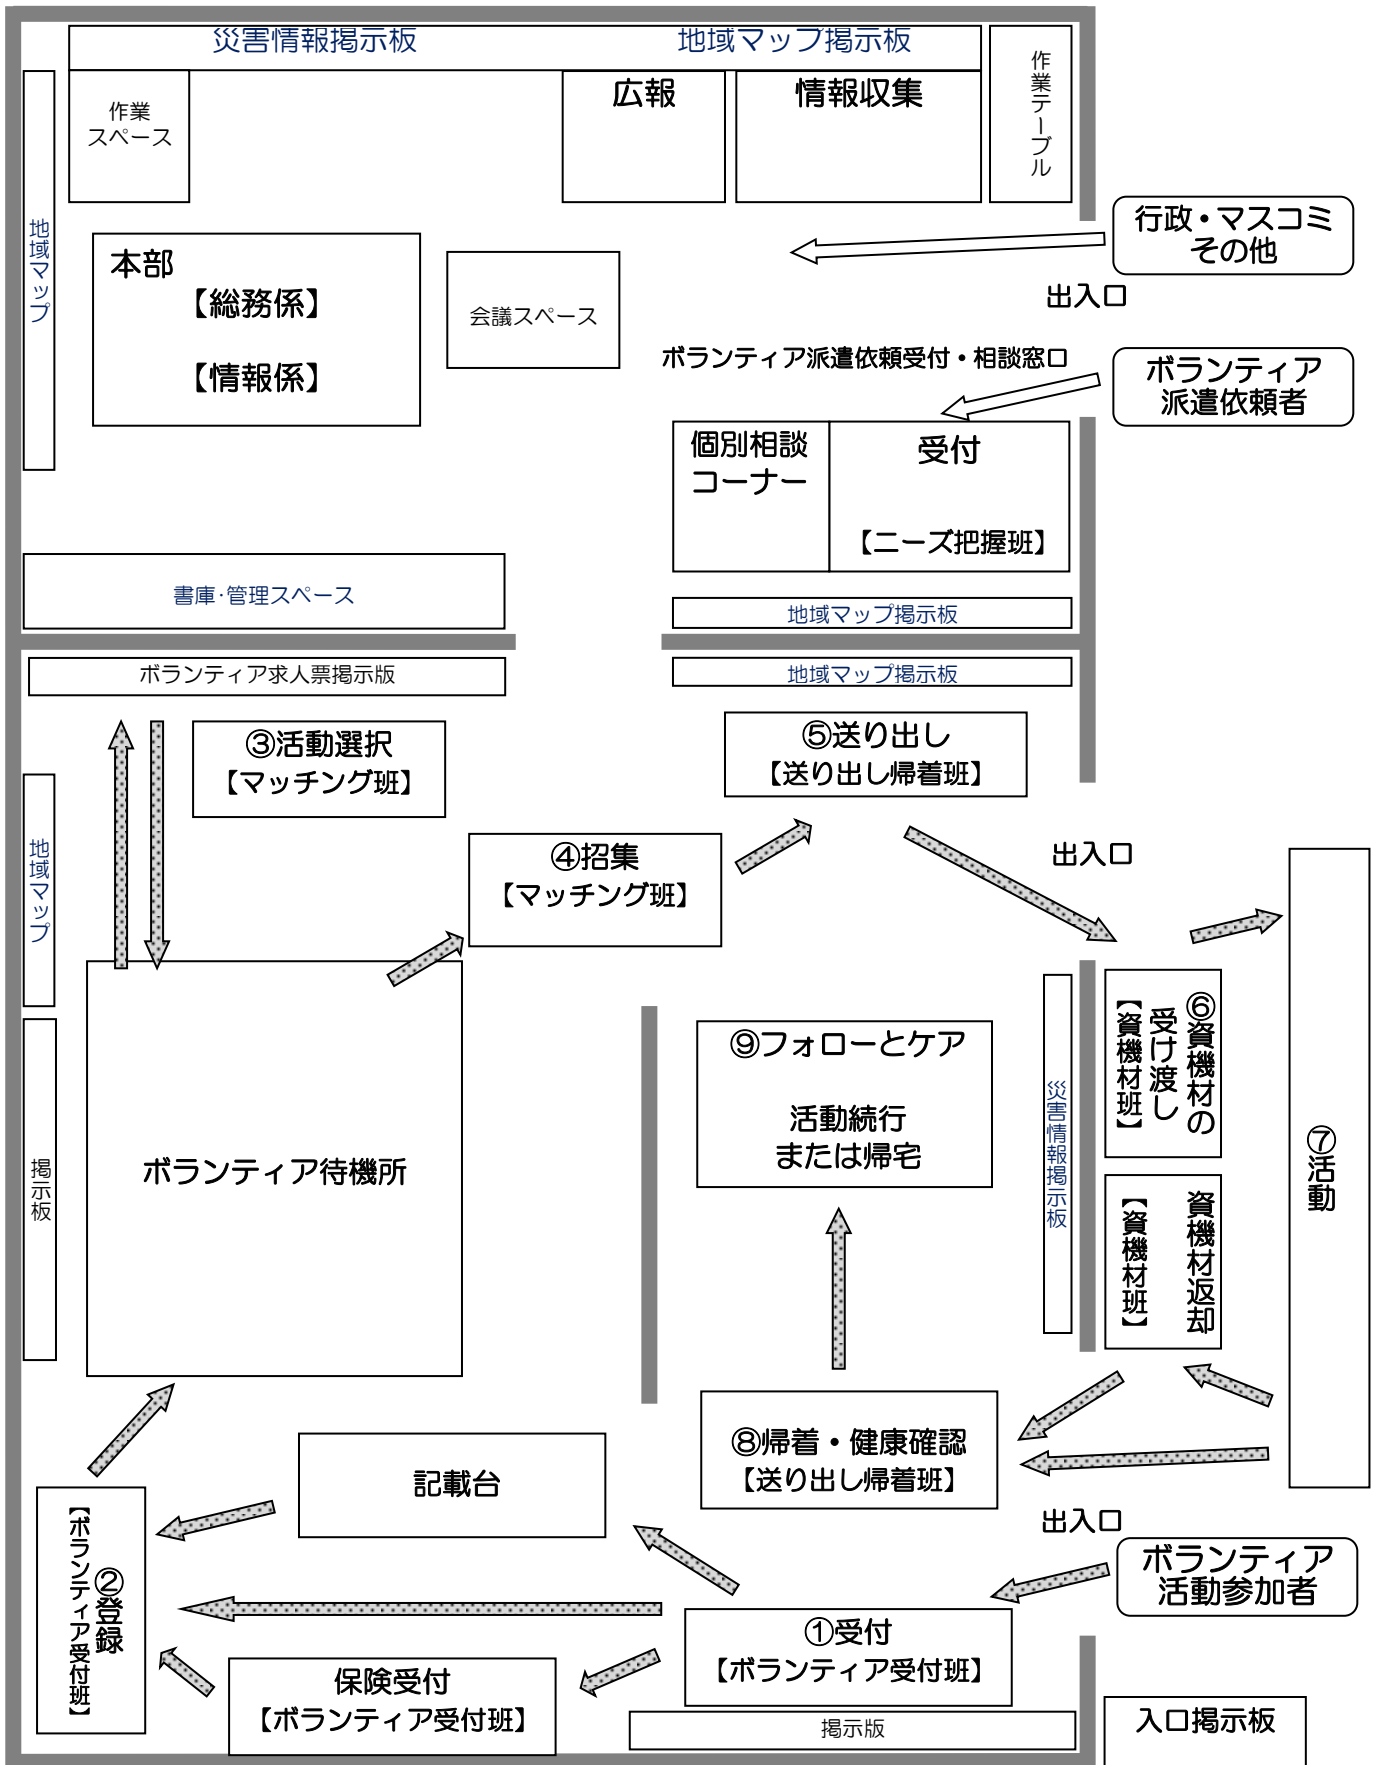 災害情報掲示板
地域マップ掲示板
作業テーブル
作業
スペース
広報
情報収集
地域マップ
行政・マスコミ
その他
本部
【総務係】
【情報係】
会議スペース
出入口
ボランティア派遣依頼受付・相談窓口
ボランティア
派遣依頼者
個別相談
コーナー
受付
【ニーズ把握班】
書庫・管理スペース
地域マップ掲示板
ボランティア求人票掲示版
地域マップ掲示板
③活動選択
【マッチング班】
⑤送り出し
【送り出し帰着班】
地域マップ
④招集
【マッチング班】
出入口
⑥資機材の
受け渡し
【資機材班】
⑨フォローとケア
活動続行
または帰宅
災害情報掲示板
⑦活動
掲示板
ボランティア待機所
資機材返却
【資機材班】
⑧帰着・健康確認
【送り出し帰着班】
記載台
出入口
ボランティア
活動参加者
②登録
【ボランティア受付班】
①受付
【ボランティア受付班】
保険受付
【ボランティア受付班】
掲示版
入口掲示板